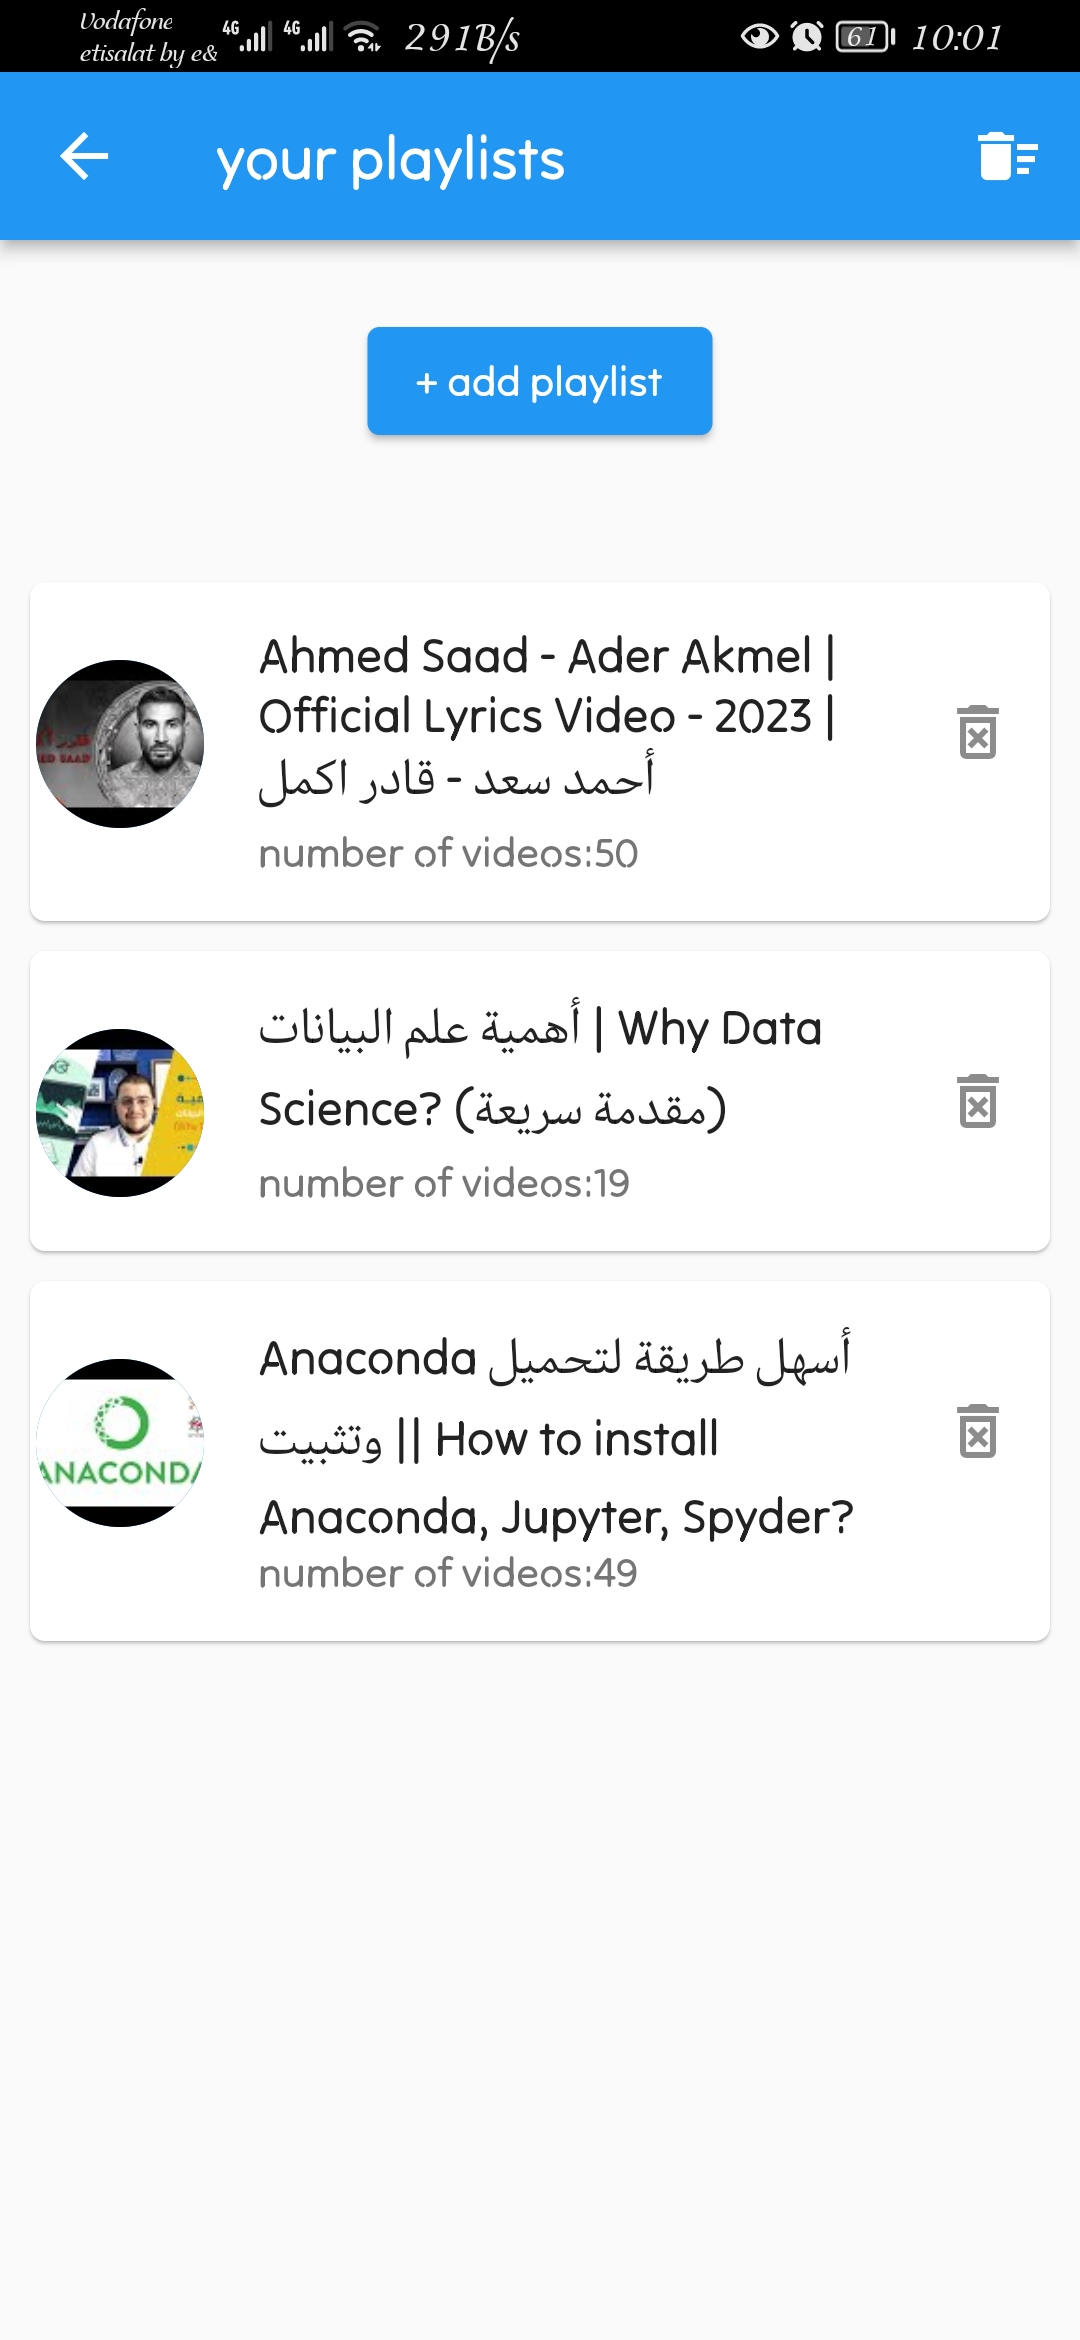 Vodafone
etisalat by e&
4G 4G 291B/s 61 10:01
your playlists
+ add playlist
Ahmed Saad - Ader Akmel |
Official Lyrics Video - 2023 |
أحمد سعد - قادر اكمل
number of videos:50
أهمية علم البيانات | Why Data
Science? (مقدمة سريعة)
number of videos:19
Anaconda أسهل طريقة لتحميل
وتثبيت || How to install
Anaconda, Jupyter, Spyder?
number of videos:49
ANACONDA